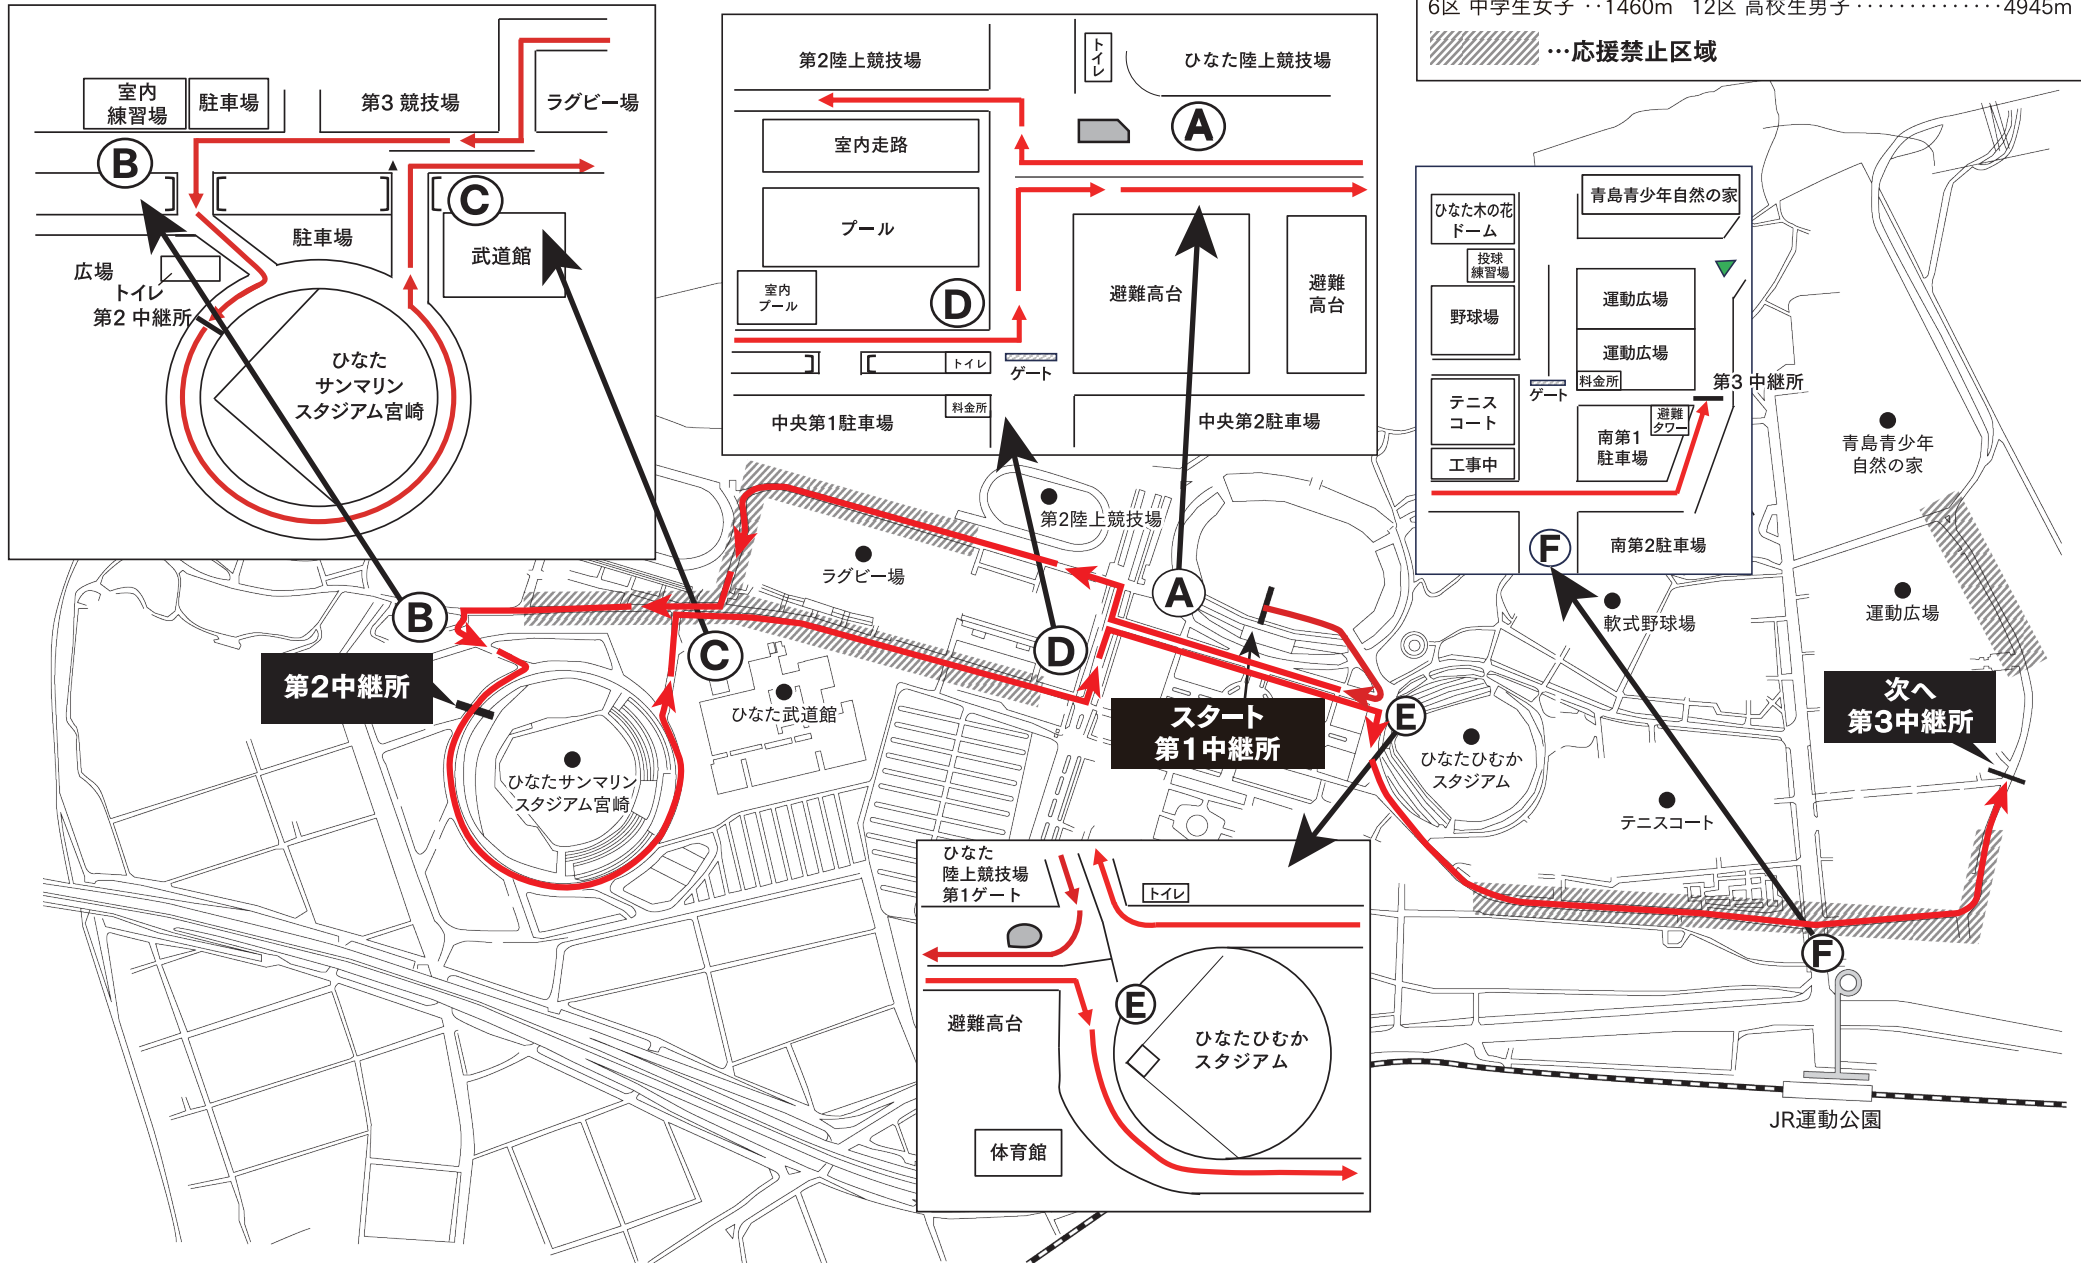 6区 中学生女子 ‥1460m 12区 高校生男子 ‥‥‥‥‥‥‥4945m
…応援禁止区域
室内
練習場
駐車場
第3 競技場
ラグビー場
B
C
駐車場
武道館
広場
トイレ
第2 中継所
ひなた
サンマリン
スタジアム宮崎
第2陸上競技場
トイレ
ひなた陸上競技場
A
室内走路
プール
室内
プール
D
避難高台
避難
高台
トイレ
ゲート
料金所
中央第1駐車場
中央第2駐車場
青島青少年自然の家
ひなた木の花
ドーム
投球
練習場
運動広場
野球場
運動広場
料金所
第3 中継所
ゲート
テニス
コート
避難
タワー
南第1
駐車場
工事中
F
南第2駐車場
青島青少年
自然の家
第2陸上競技場
ラグビー場
A
B
軟式野球場
運動広場
D
C
第2中継所
ひなた武道館
スタート
第1中継所
E
次へ
第3中継所
ひなたサンマリン
スタジアム宮崎
ひなたひむか
スタジアム
テニスコート
ひなた
陸上競技場
第1ゲート
トイレ
E
避難高台
ひなたひむか
スタジアム
体育館
F
JR運動公園